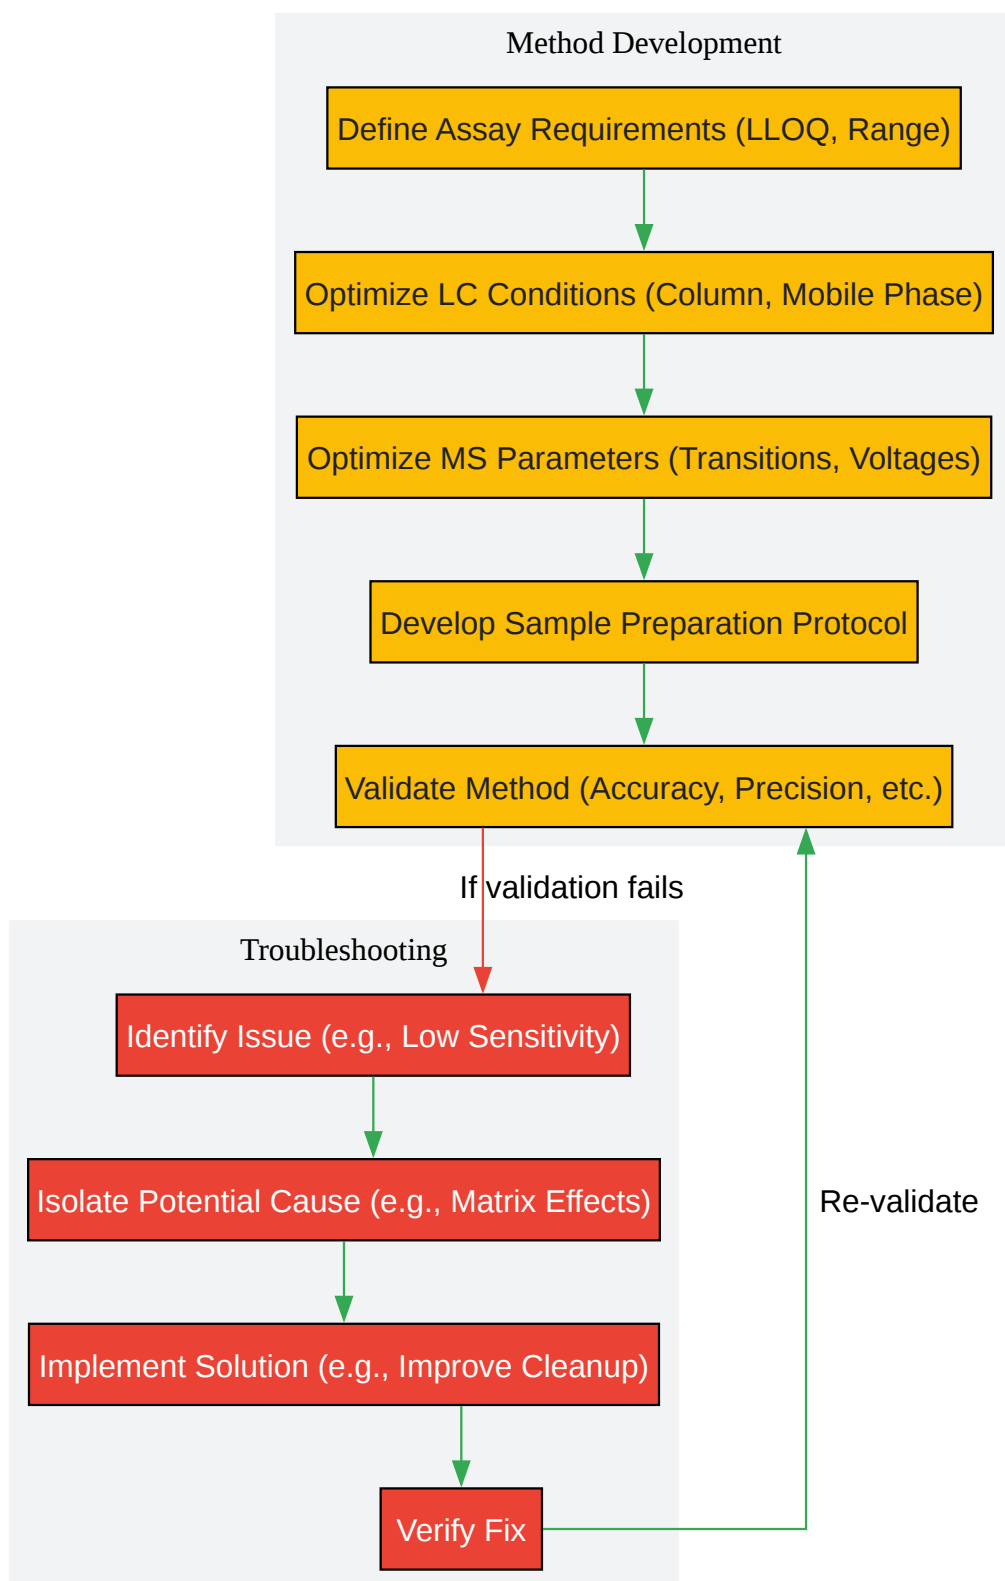 Method Development
Define Assay Requirements (LLOQ, Range)
Optimize LC Conditions (Column, Mobile Phase)
Optimize MS Parameters (Transitions, Voltages)
Develop Sample Preparation Protocol
Validate Method (Accuracy, Precision, etc.)
If validation fails
Troubleshooting
Identify Issue (e.g., Low Sensitivity)
Isolate Potential Cause (e.g., Matrix Effects)
Re-validate
Implement Solution (e.g., Improve Cleanup)
Verify Fix